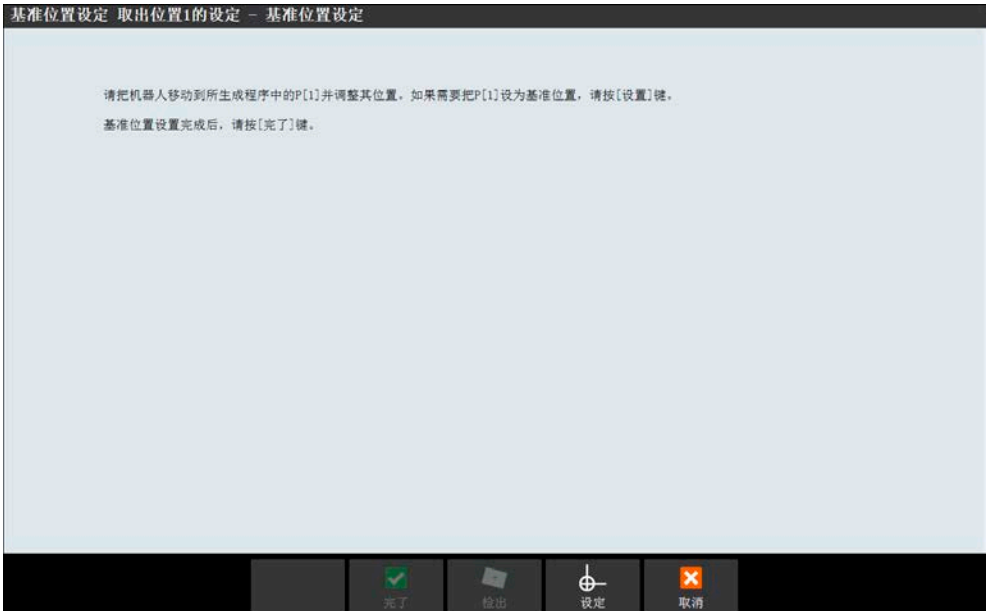 基准位置设定 取出位置1的设定 - 基准位置设定
请把机器人移动到所生成程序中的P[1]并调整其位置。如果需要把P[1]设为基准位置，请按[设置]键。
基准位置设置完成后，请按[完了]键。
完了 检出 设定 取消